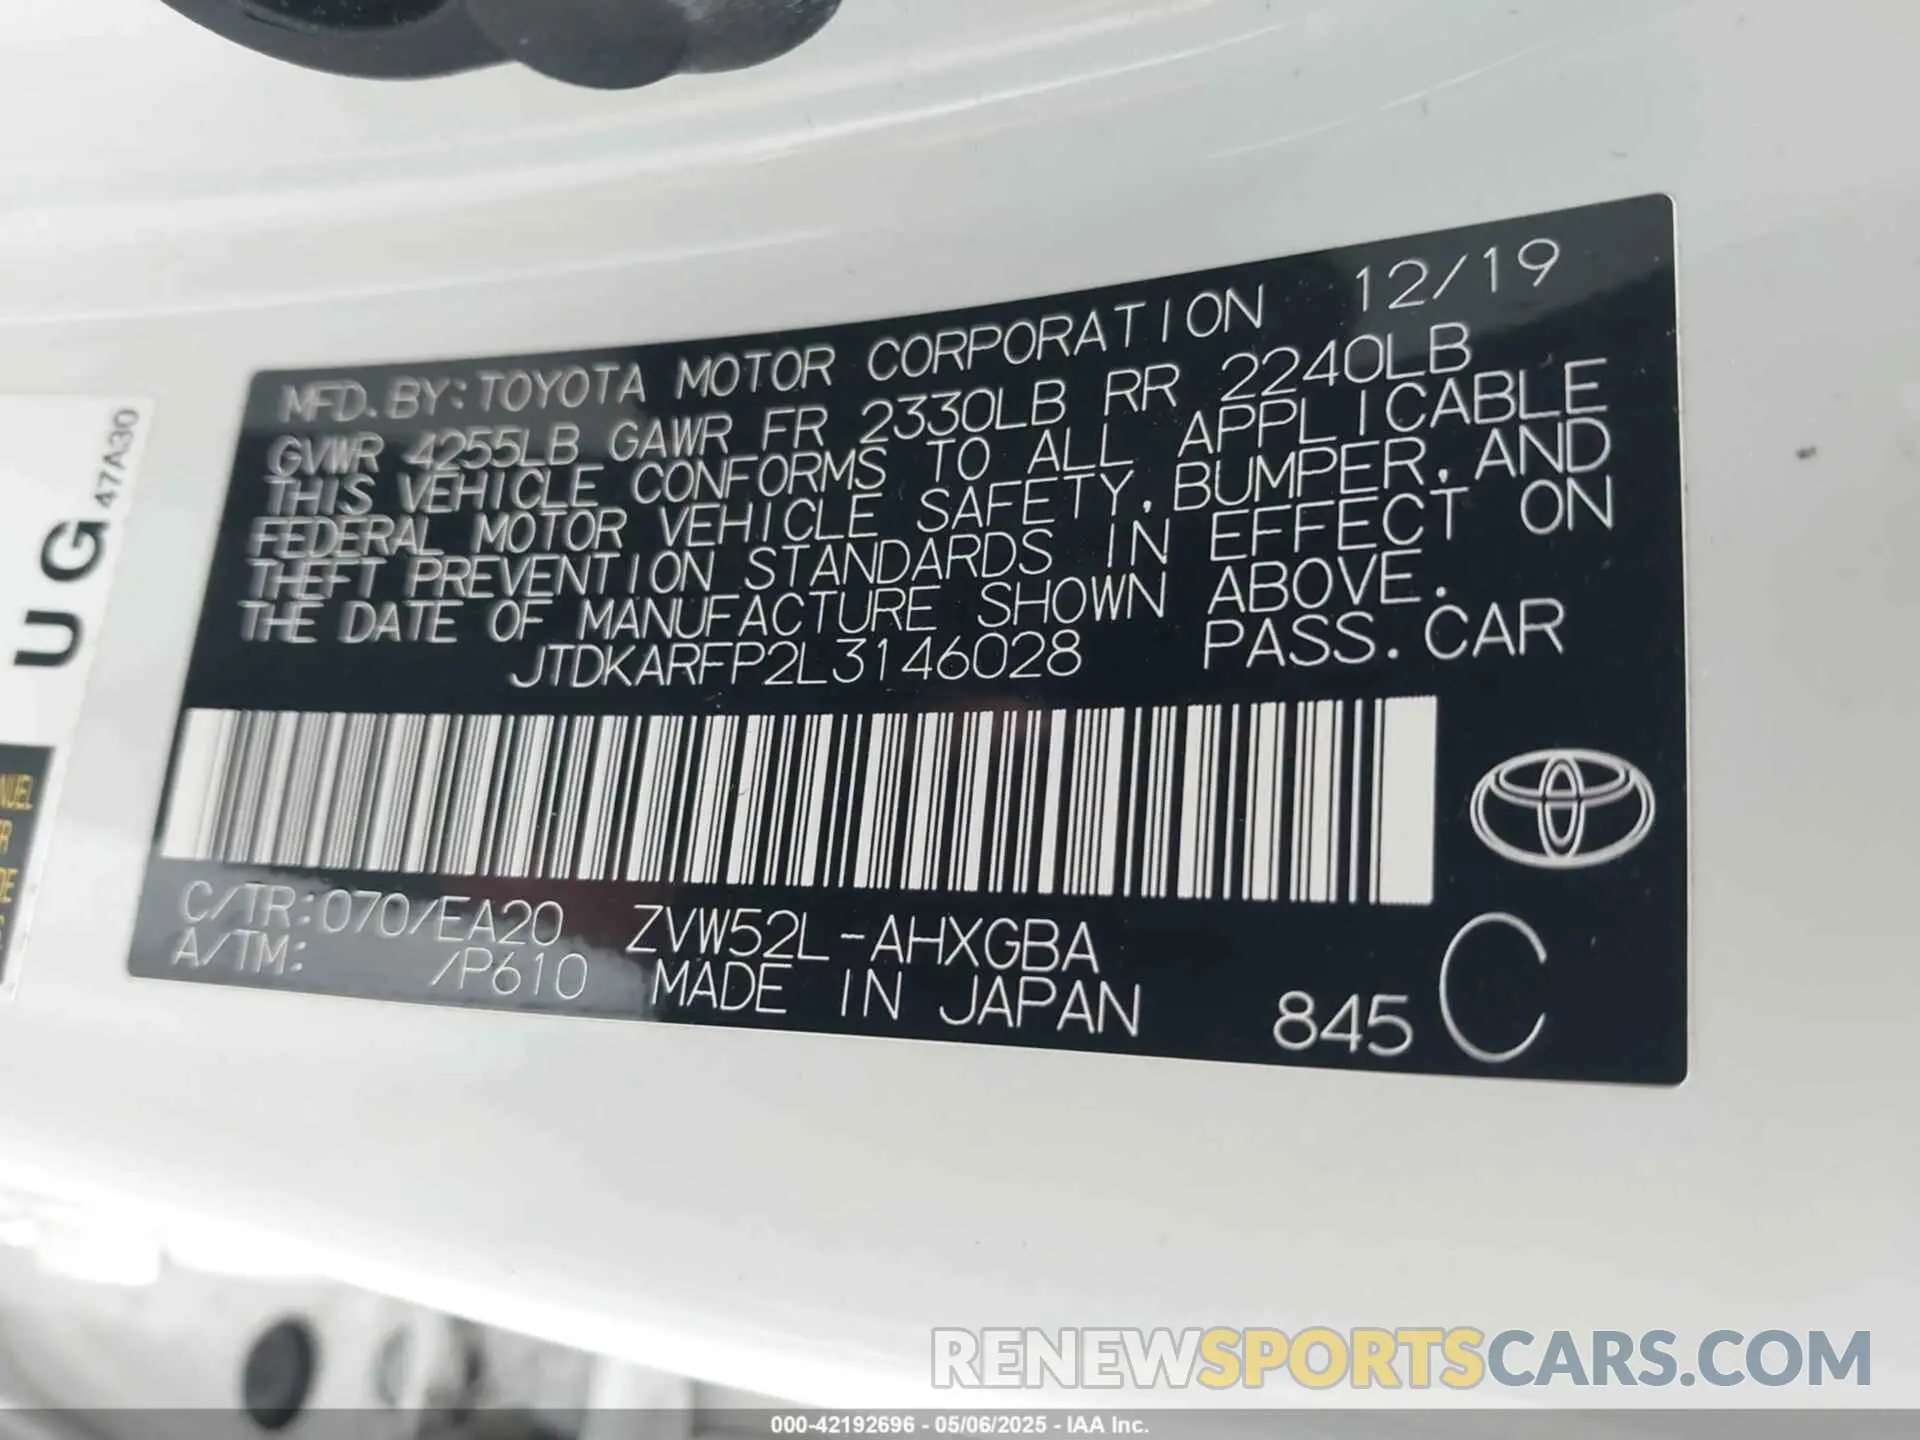 MFD. BY: TOYOTA MOTOR CORPORATION 12/19
GVWR 4255LB GAWR FR 2330LB RR 2240LB
THIS VEHICLE CONFORMS TO ALL APPLICABLE
FEDERAL MOTOR VEHICLE SAFETY, BUMPER, AND
THEFT PREVENTION STANDARDS IN EFFECT ON
THE DATE OF MANUFACTURE SHOWN ABOVE.
JTDKARFP2L3146028 PASS. CAR
C/TR: 070/EA20 ZVW52L-AHXGBA
A/TM: /P610 MADE IN JAPAN 845 C
UG 47A30
NUEL
DE
RENEWSPORTSCARS.COM
000-42192696 - 05/06/2025 - IAA Inc.